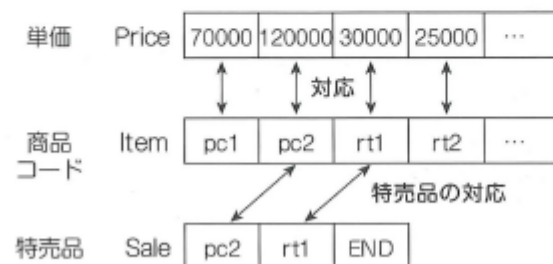 単価 Price 70000 120000 30000 25000 …
対応
商品コード Item pc1 pc2 rt1 rt2 …
特売品の対応
特売品 Sale pc2 rt1 END